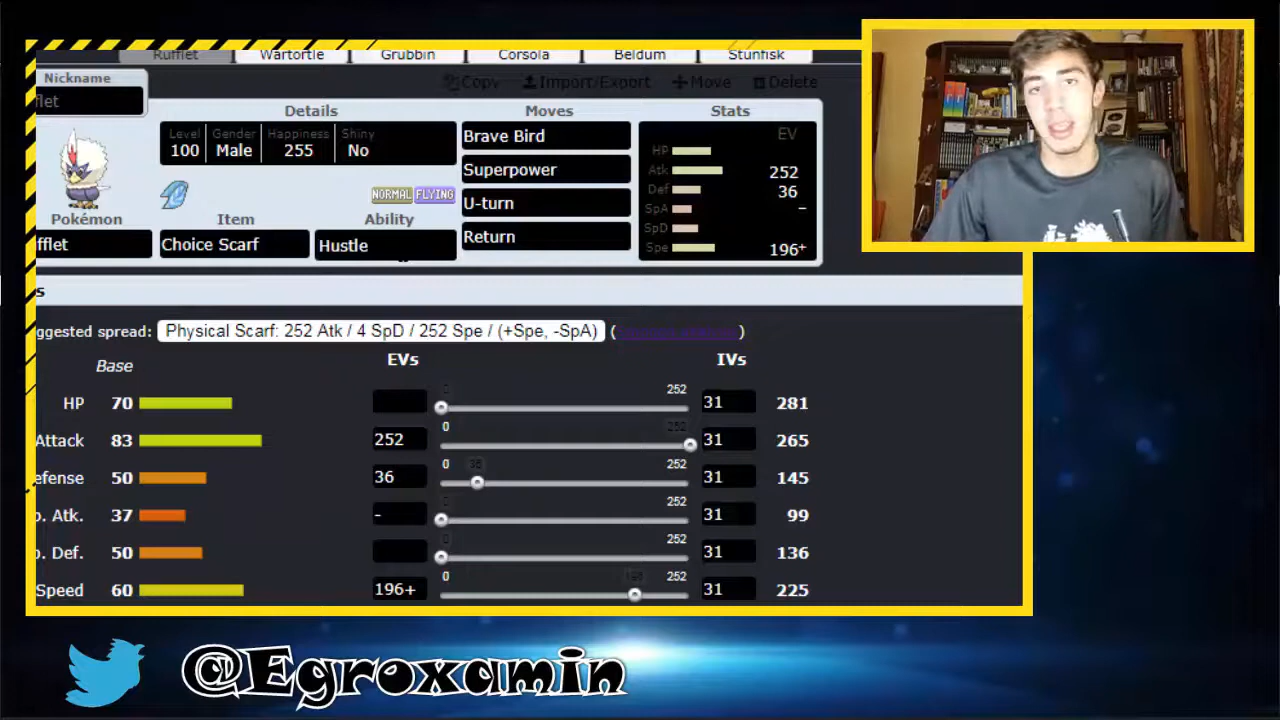 Rufflet Wartortle Grubbin Corsola Beldum Stunfisk
Nickname
flet
Copy Import/Export Move Delete
Details Moves Stats
Level Gender Happiness Shiny
100 Male 255 No
NORMAL FLYING
Pokémon Item Ability
fflet Choice Scarf Hustle
Brave Bird
Superpower
U-turn
Return
EV
HP
Atk 252
Def 36
SpA -
SpD
Spe 196+
s
ggested spread: Physical Scarf: 252 Atk / 4 SpD / 252 Spe / (+Spe, -SpA) ( )
Base EVs IVs
HP 70 0 252 31 281
Attack 83 252 0 252 31 265
efense 50 36 0 36 252 31 145
o. Atk. 37 - 0 252 31 99
o. Def. 50 0 252 31 136
Speed 60 196+ 0 196 252 31 225
@Egroxamin